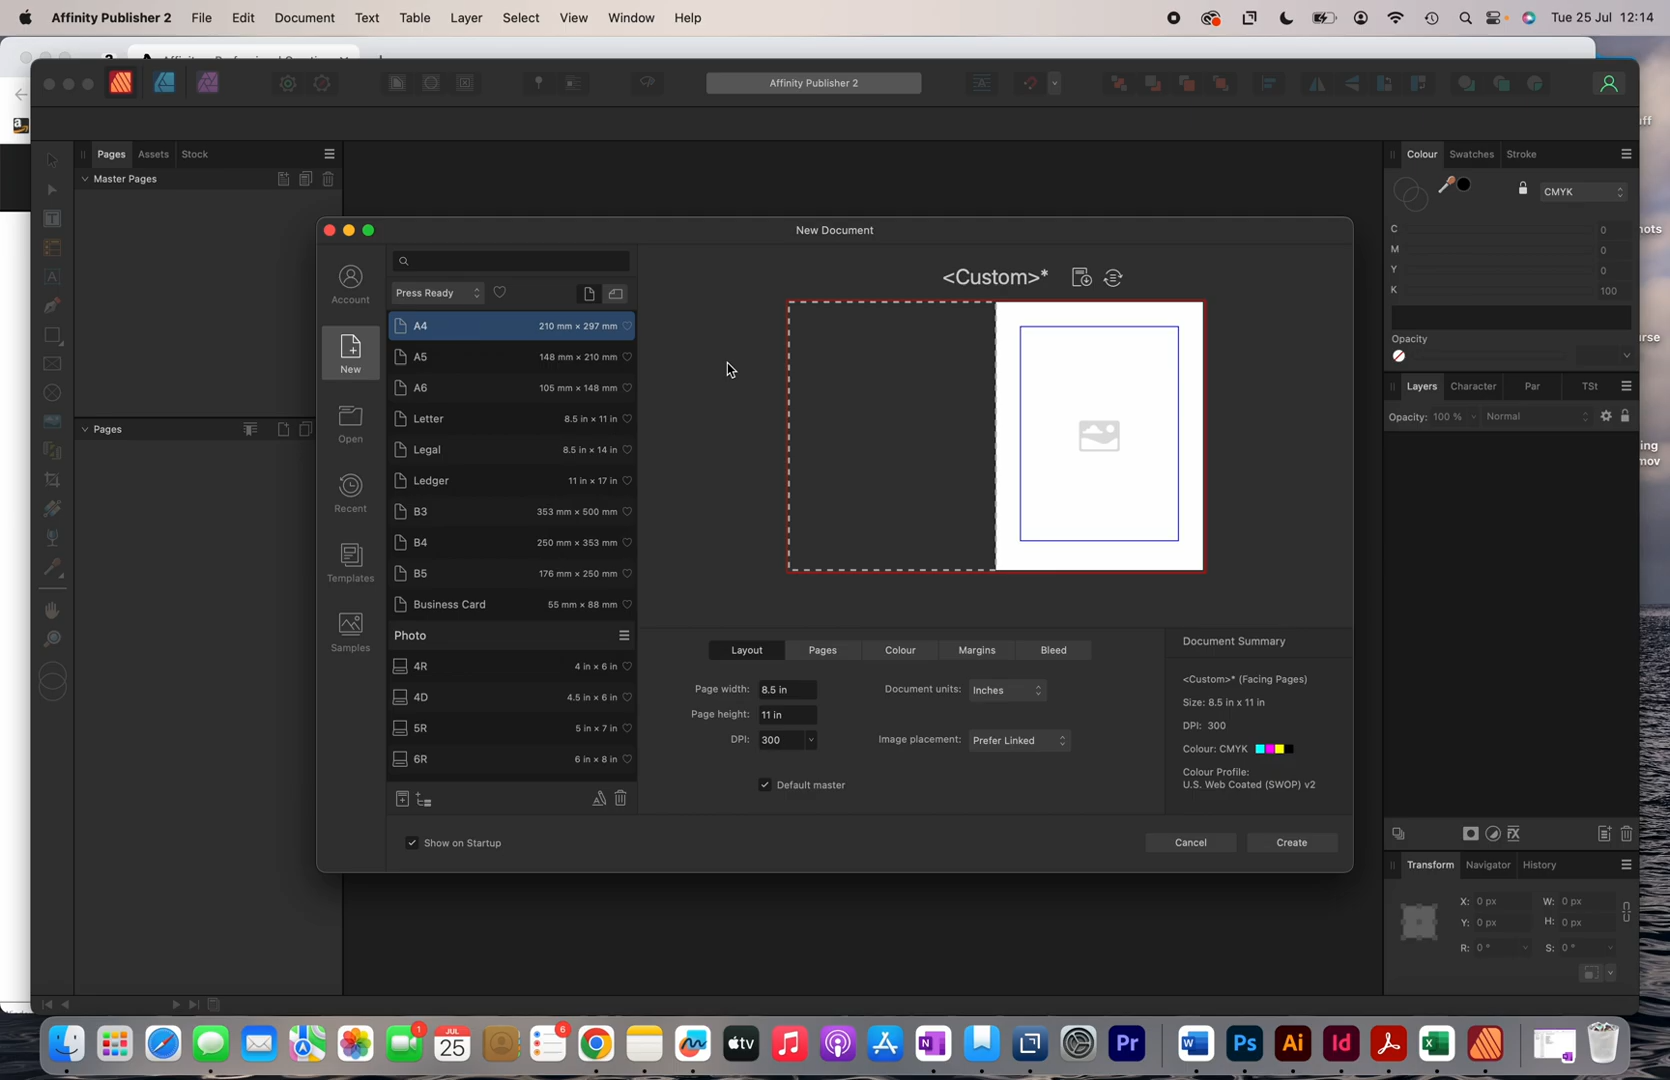 Affinity Publisher 2 File Edit Document Text Table Layer Select View Window Help Tue 25 Jul 12:14
Affinity Publisher 2
Pages Assets Stock
Master Pages
Pages
New Document
Account
New
Open
Recent
Templates
Samples
Press Ready
A4 210 mm × 297 mm
A5 148 mm × 210 mm
A6 105 mm × 148 mm
Letter 8.5 in × 11 in
Legal 8.5 in × 14 in
Ledger 11 in × 17 in
B3 353 mm × 500 mm
B4 250 mm × 353 mm
B5 176 mm × 250 mm
Business Card 55 mm × 88 mm
Photo
4R 4 in × 6 in
4D 4.5 in × 6 in
5R 5 in × 7 in
6R 6 in × 8 in
Show on Startup
<Custom>*
Layout Pages Colour Margins Bleed
Page width: 8.5 in Document units: Inches
Page height: 11 in
DPI: 300 Image placement: Prefer Linked
Default master
Document Summary
<Custom>* (Facing Pages)
Size: 8.5 in x 11 in
DPI: 300
Colour: CMYK
Colour Profile:
U.S. Web Coated (SWOP) v2
Cancel Create
Colour Swatches Stroke
CMYK
C 0
M 0
Y 0
K 100
Opacity
Layers Character Par TSt
Opacity: 100 % Normal
Transform Navigator History
X: 0 px W: 0 px
Y: 0 px H: 0 px
R: 0 ° S: 0 °
JUL
25
1
6
tv
Pr
W
Ps
Ai
Id
X
N